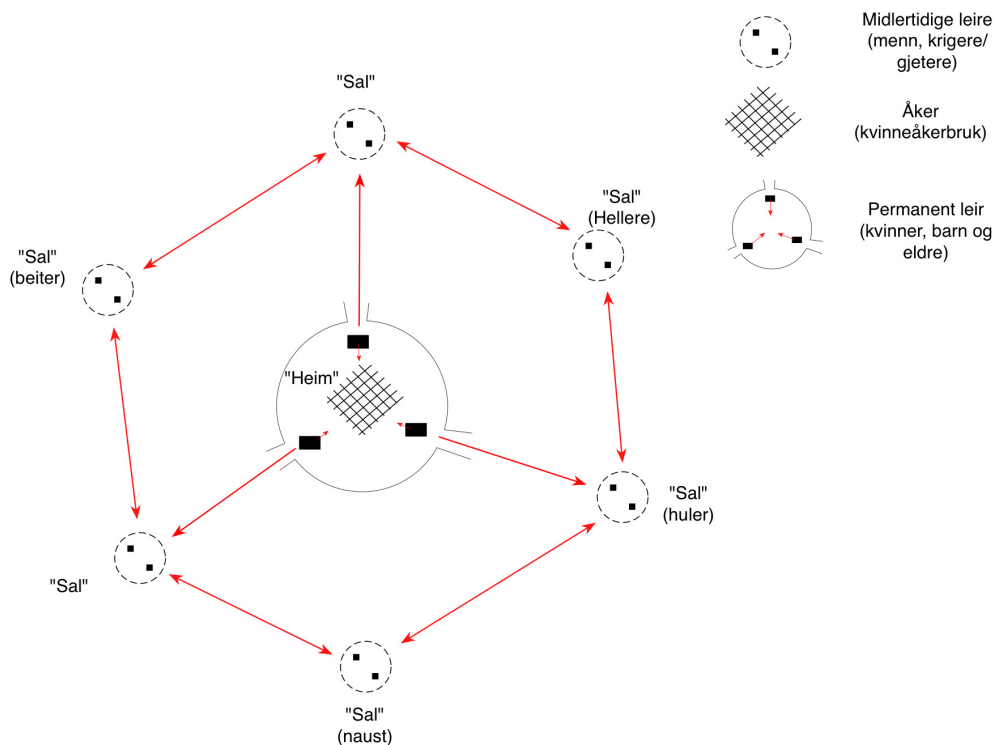 Midlertidige leire
(menn, krigere/
gjetere)
"Sal"
Åker
(kvinneåkerbruk)
"Sal"
(Hellere)
Permanent leir
(kvinner, barn og
eldre)
"Sal"
(beiter)
"Heim"
"Sal"
(huler)
"Sal"
"Sal"
(naust)